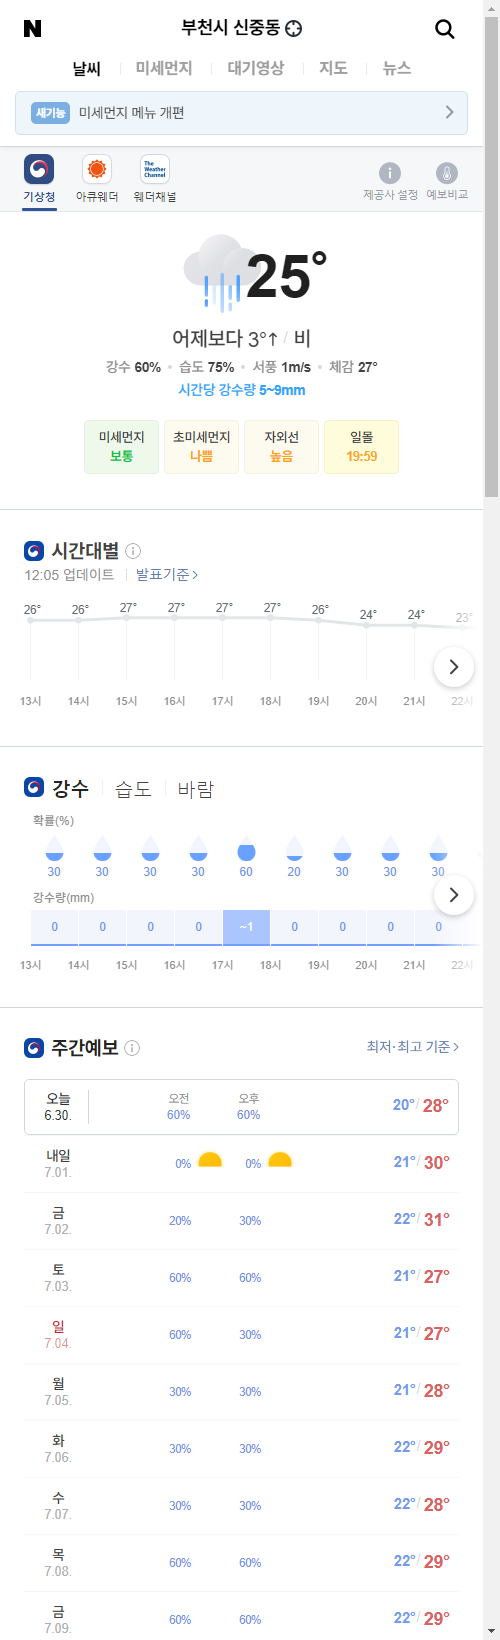 N 부천시 신중동
날씨 미세먼지 대기영상 지도 뉴스
새기능 미세먼지 메뉴 개편
The Weather Channel
기상청 아큐웨더 웨더채널 제공사 설정 예보비교
25°
어제보다 3°↑ / 비
강수 60% • 습도 75% • 서풍 1m/s • 체감 27°
시간당 강수량 5~9mm
미세먼지 초미세먼지 자외선 일몰
보통 나쁨 높음 19:59
시간대별
12:05 업데이트 발표기준
26° 26° 27° 27° 27° 27° 26° 24° 24° 23°
13시 14시 15시 16시 17시 18시 19시 20시 21시 22시
강수 습도 바람
확률(%)
30 30 30 30 60 20 30 30 30
강수량(mm)
0 0 0 0 ~1 0 0 0 0
13시 14시 15시 16시 17시 18시 19시 20시 21시 22시
주간예보 최저·최고 기준
오늘 6.30. 오전 60% 오후 60% 20°/ 28°
내일 7.01. 0% 0% 21°/ 30°
금 7.02. 20% 30% 22°/ 31°
토 7.03. 60% 60% 21°/ 27°
일 7.04. 60% 30% 21°/ 27°
월 7.05. 30% 30% 21°/ 28°
화 7.06. 30% 30% 22°/ 29°
수 7.07. 30% 30% 22°/ 28°
목 7.08. 60% 60% 22°/ 29°
금 7.09. 60% 60% 22°/ 29°